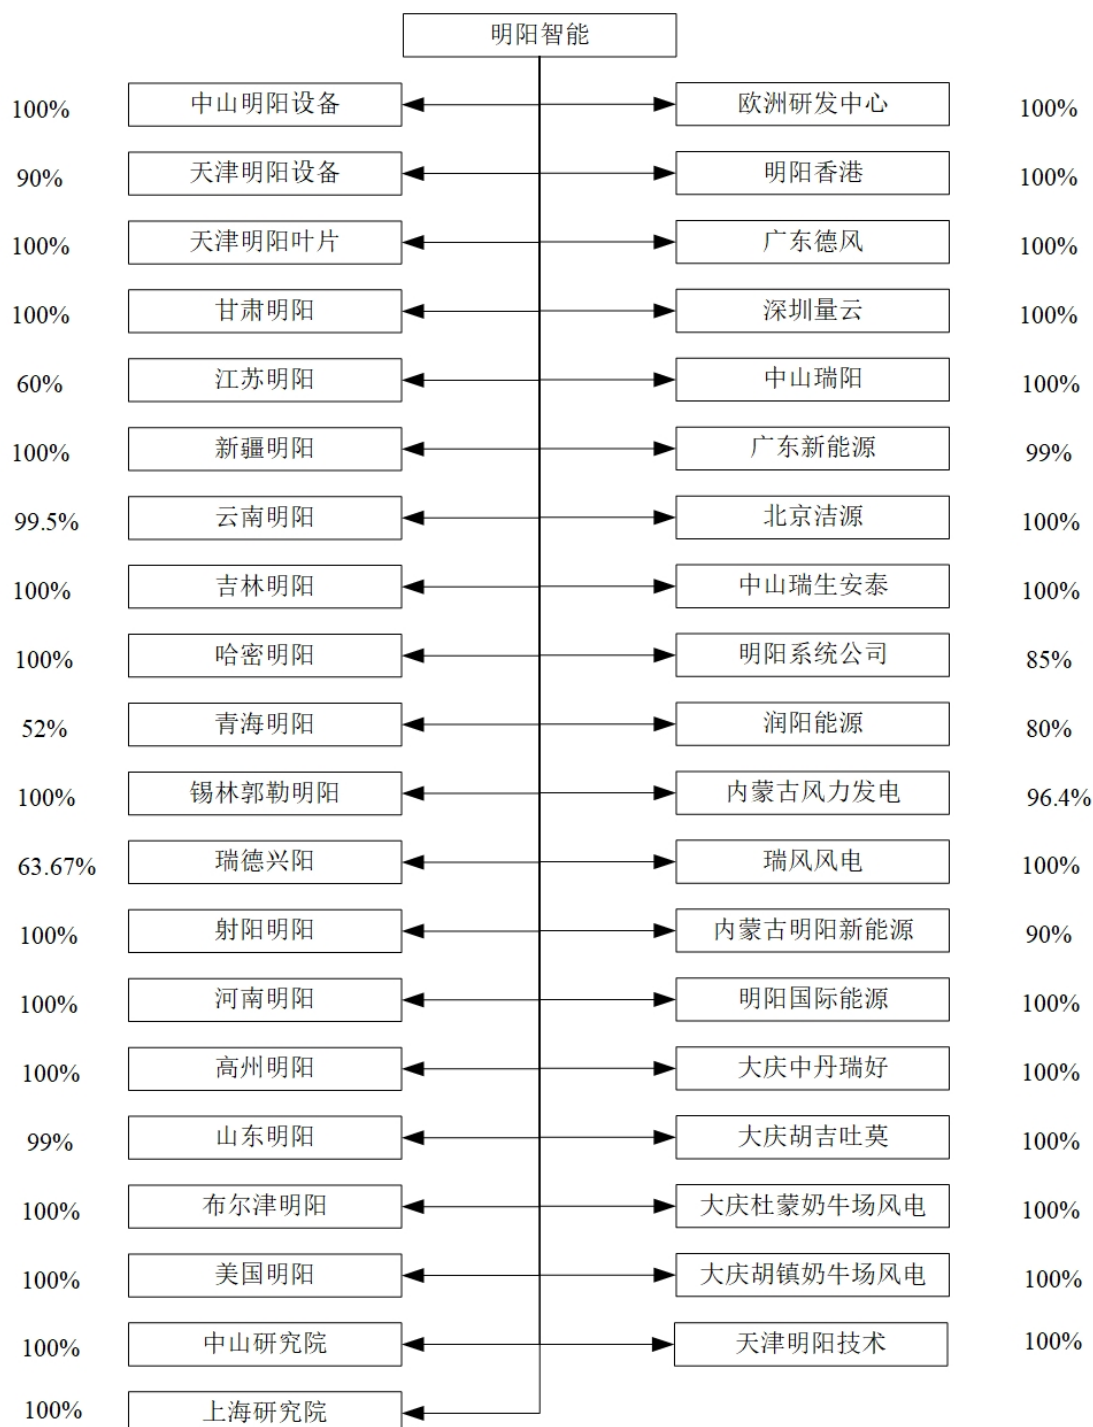 明阳智能
100% 中山明阳设备 欧洲研发中心 100%
90% 天津明阳设备 明阳香港 100%
100% 天津明阳叶片 广东德风 100%
100% 甘肃明阳 深圳量云 100%
60% 江苏明阳 中山瑞阳 100%
100% 新疆明阳 广东新能源 99%
99.5% 云南明阳 北京洁源 100%
100% 吉林明阳 中山瑞生安泰 100%
100% 哈密明阳 明阳系统公司 85%
52% 青海明阳 润阳能源 80%
100% 锡林郭勒明阳 内蒙古风力发电 96.4%
63.67% 瑞德兴阳 瑞风风电 100%
100% 射阳明阳 内蒙古明阳新能源 90%
100% 河南明阳 明阳国际能源 100%
100% 高州明阳 大庆中丹瑞好 100%
99% 山东明阳 大庆胡吉吐莫 100%
100% 布尔津明阳 大庆杜蒙奶牛场风电 100%
100% 美国明阳 大庆胡镇奶牛场风电 100%
100% 中山研究院 天津明阳技术 100%
100% 上海研究院